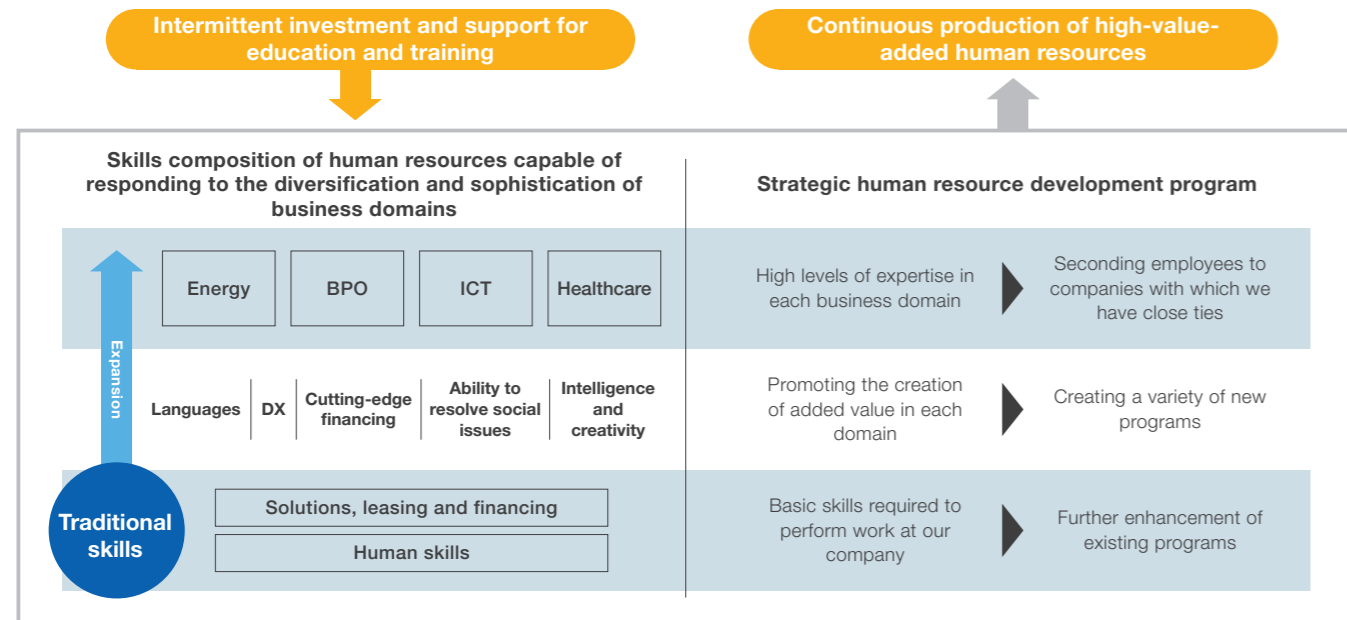 Intermittent investment and support for
education and training
Continuous production of high-value-
added human resources
Skills composition of human resources capable of
responding to the diversification and sophistication of
business domains
Strategic human resource development program
Expansion
Energy
BPO
ICT
Healthcare
High levels of expertise in
each business domain
Seconding employees to
companies with which we
have close ties
Languages
DX
Cutting-edge
financing
Ability to
resolve social
issues
Intelligence
and
creativity
Promoting the creation
of added value in each
domain
Creating a variety of new
programs
Traditional
skills
Solutions, leasing and financing
Human skills
Basic skills required to
perform work at our
company
Further enhancement of
existing programs